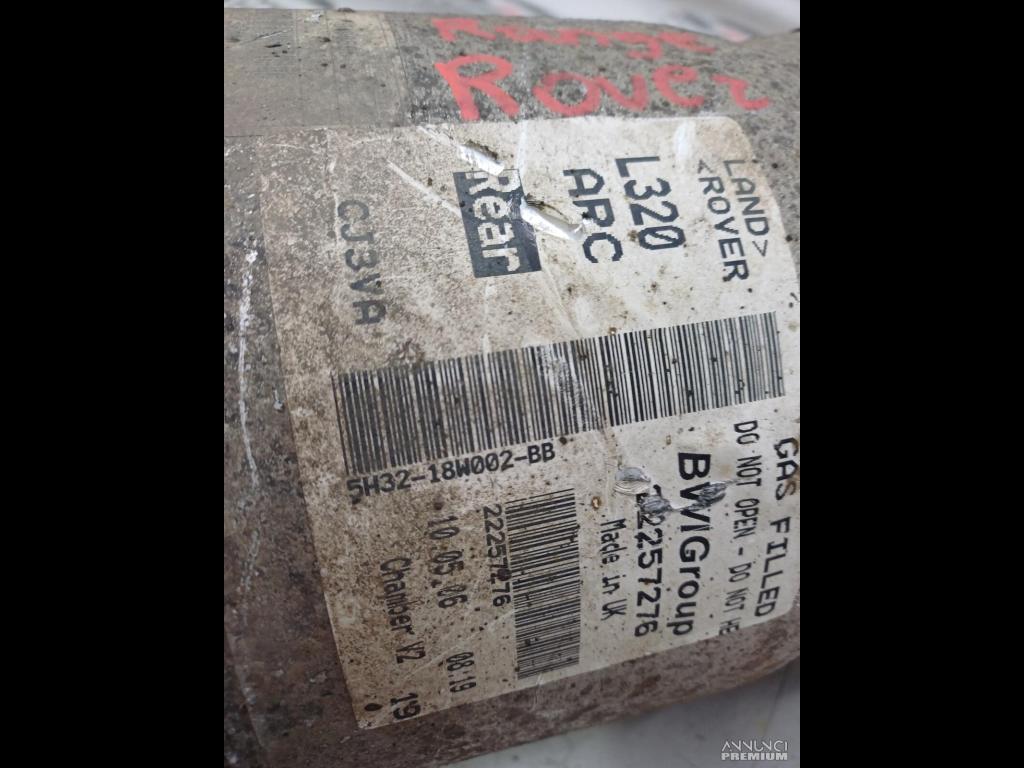 Range
Rover
LAND>
<ROVER
L320
ARC
Rear
CJ3VA
5H32-18W002-BB
GAS FILLED
DO NOT OPEN - DO NOT HE
BWIGroup
22257276
Made in UK
22257276
10 05.06 08:19
Chamber V2 19
ANNUNCI
PREMIUM